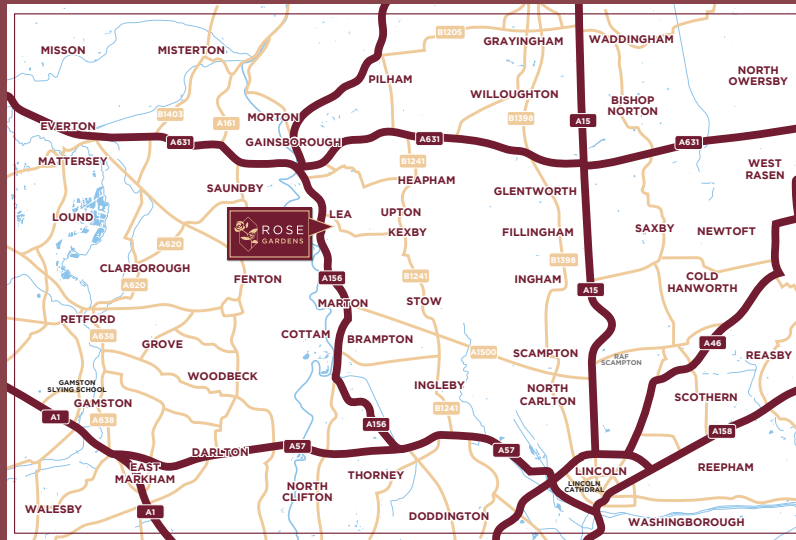 MISSON
MISTERTON
B1205
GRAYINGHAM
WADDINGHAM
PILHAM
NORTH
OWERSBY
WILLOUGHTON
BISHOP
NORTON
B1403
A161
MORTON
B1398
A15
EVERTON
A631
GAINSBOROUGH
A631
A631
MATTERSEY
B1241
WEST
RASEN
SAUNDBY
HEAPHAM
GLENTWORTH
LOUND
LEA
UPTON
KEXBY
FILLINGHAM
SAXBY
NEWTOFT
ROSE
GARDENS
A620
CLARBOROUGH
A620
FENTON
A156
B1241
B1398
INGHAM
COLD
HANWORTH
A15
MARTON
STOW
RETFORD
A638
GROVE
COTTAM
BRAMPTON
A1500
SCAMPTON
RAF
SCAMPTON
A46
REASBY
WOODBECK
GAMSTON
SLYING SCHOOL
GAMSTON
INGLEBY
NORTH
CARLTON
SCOTHERN
A1
A638
B1241
A156
A158
DARLTON
A57
A57
EAST
MARKHAM
THORNEY
LINCOLN
LINCOLN
CATHDRAL
REEPHAM
NORTH
CLIFTON
WALESBY
A1
DODDINGTON
WASHINGBOROUGH